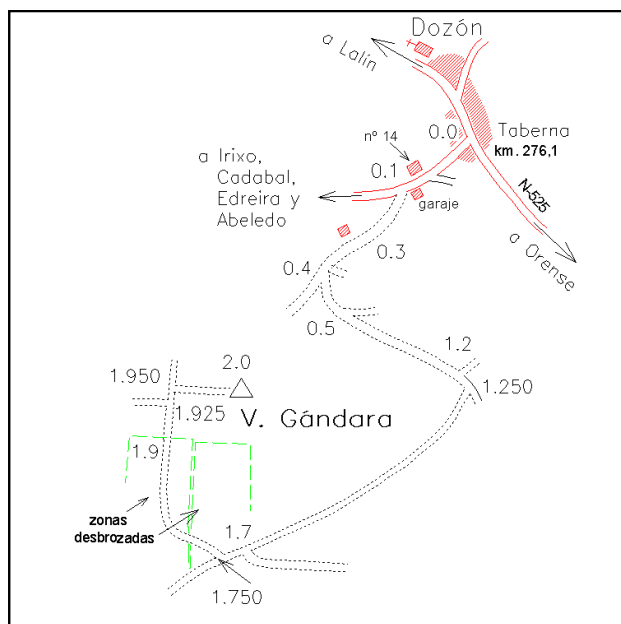 Dozón
a Lalín
0.0
Taberna
km. 276,1
nº 14
0.1
a Irixo,
Cadabal,
Edreira y
Abeledo
garaje
N-525
a Orense
0.3
0.4
0.5
1.2
1.250
2.0
1.950
1.925
V. Gándara
1.9
zonas
desbrozadas
1.7
1.750